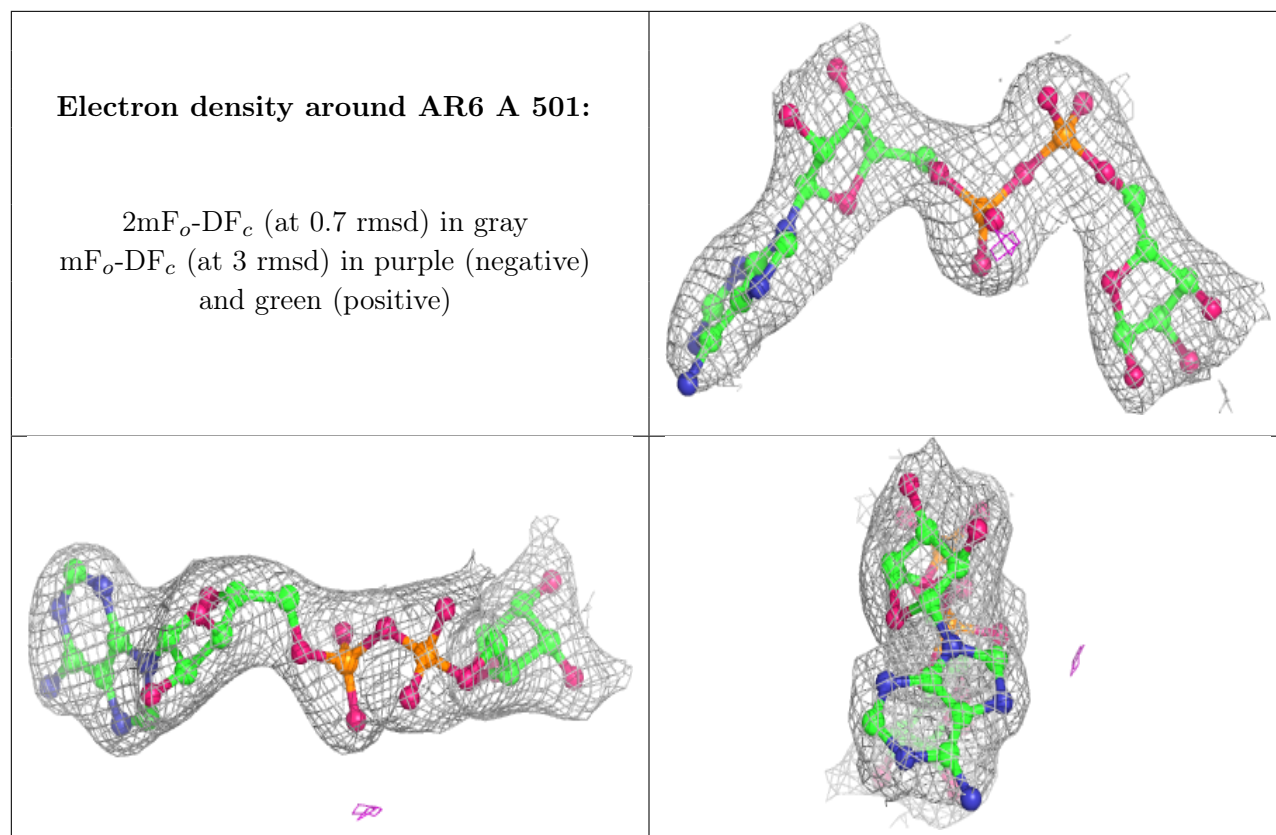 Electron density around AR6 A 501:
2mFo-DFc (at 0.7 rmsd) in gray
mFo-DFc (at 3 rmsd) in purple (negative)
and green (positive)